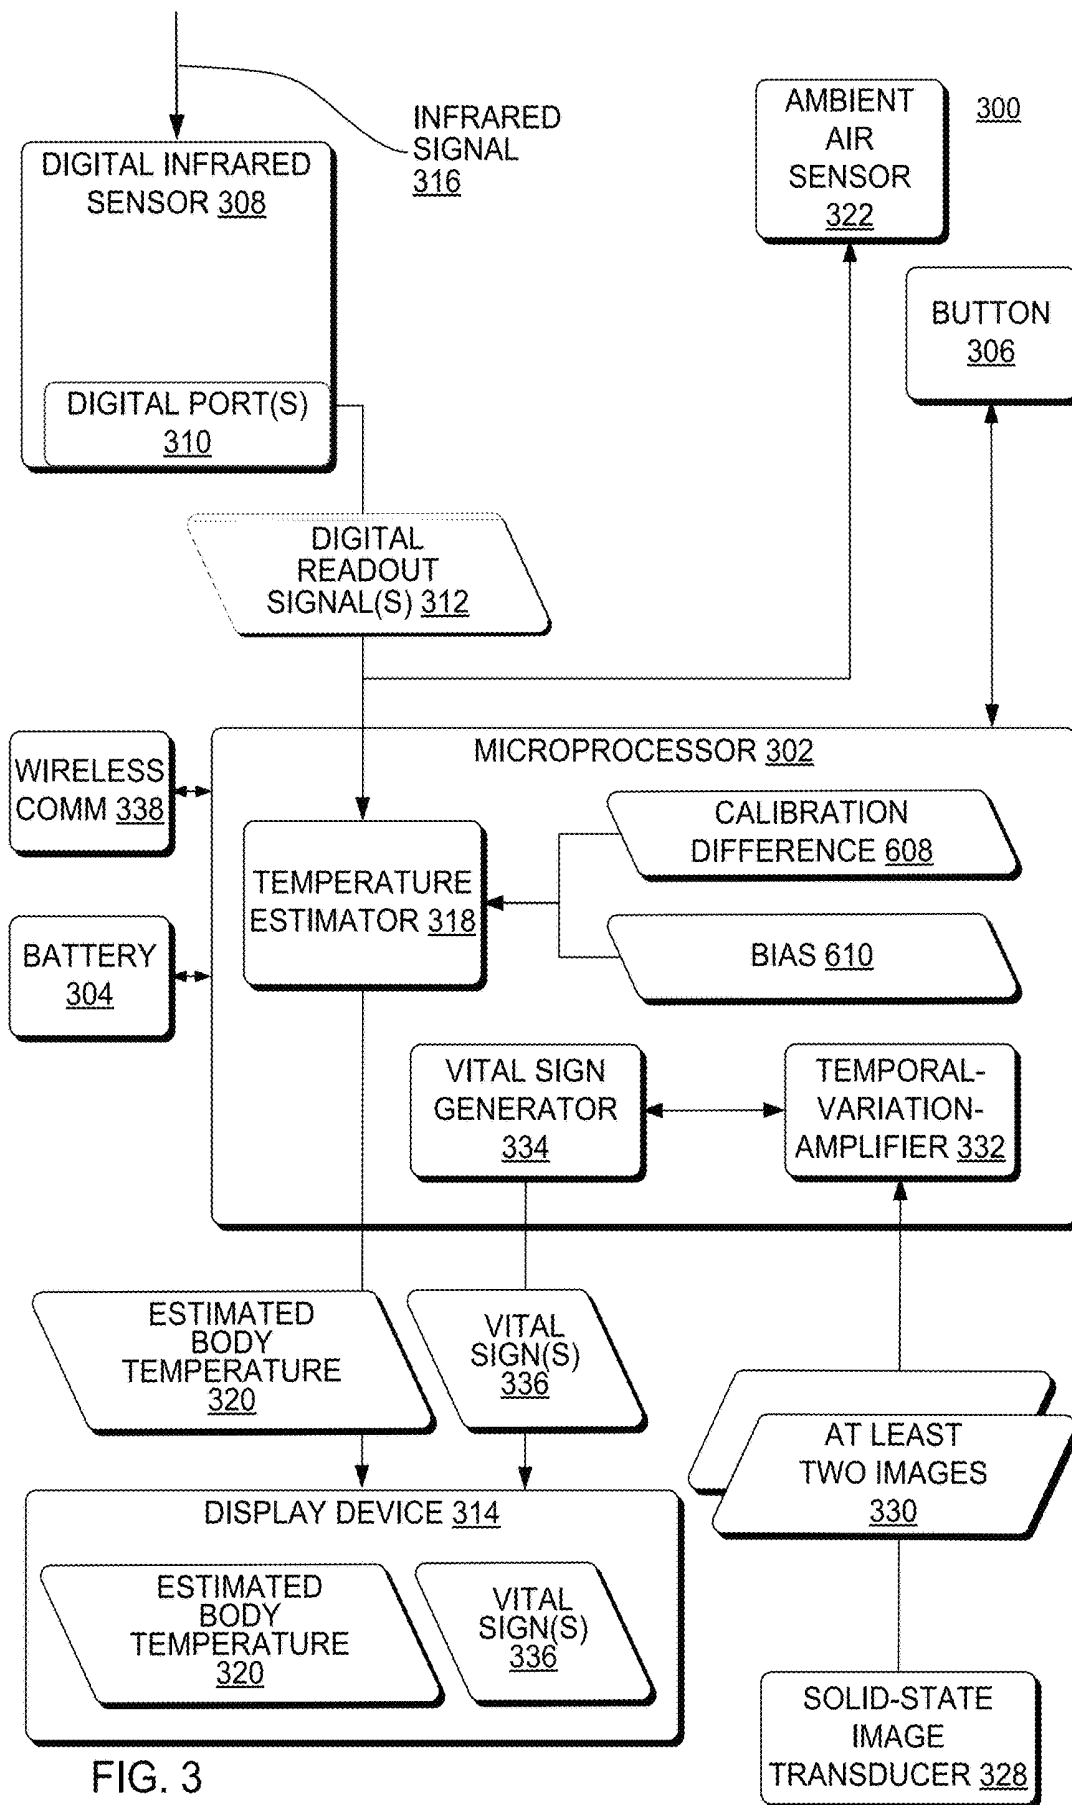 INFRARED
SIGNAL
316
AMBIENT
AIR
SENSOR
322
300
DIGITAL INFRARED
SENSOR 308
BUTTON
306
DIGITAL PORT(S)
310
DIGITAL
READOUT
SIGNAL(S) 312
MICROPROCESSOR 302
WIRELESS
COMM 338
CALIBRATION
DIFFERENCE 608
TEMPERATURE
ESTIMATOR 318
BATTERY
304
BIAS 610
VITAL SIGN
GENERATOR
334
TEMPORAL-
VARIATION-
AMPLIFIER 332
ESTIMATED
BODY
TEMPERATURE
320
VITAL
SIGN(S)
336
AT LEAST
TWO IMAGES
330
DISPLAY DEVICE 314
ESTIMATED
BODY
TEMPERATURE
320
VITAL
SIGN(S)
336
SOLID-STATE
IMAGE
TRANSDUCER 328
FIG. 3